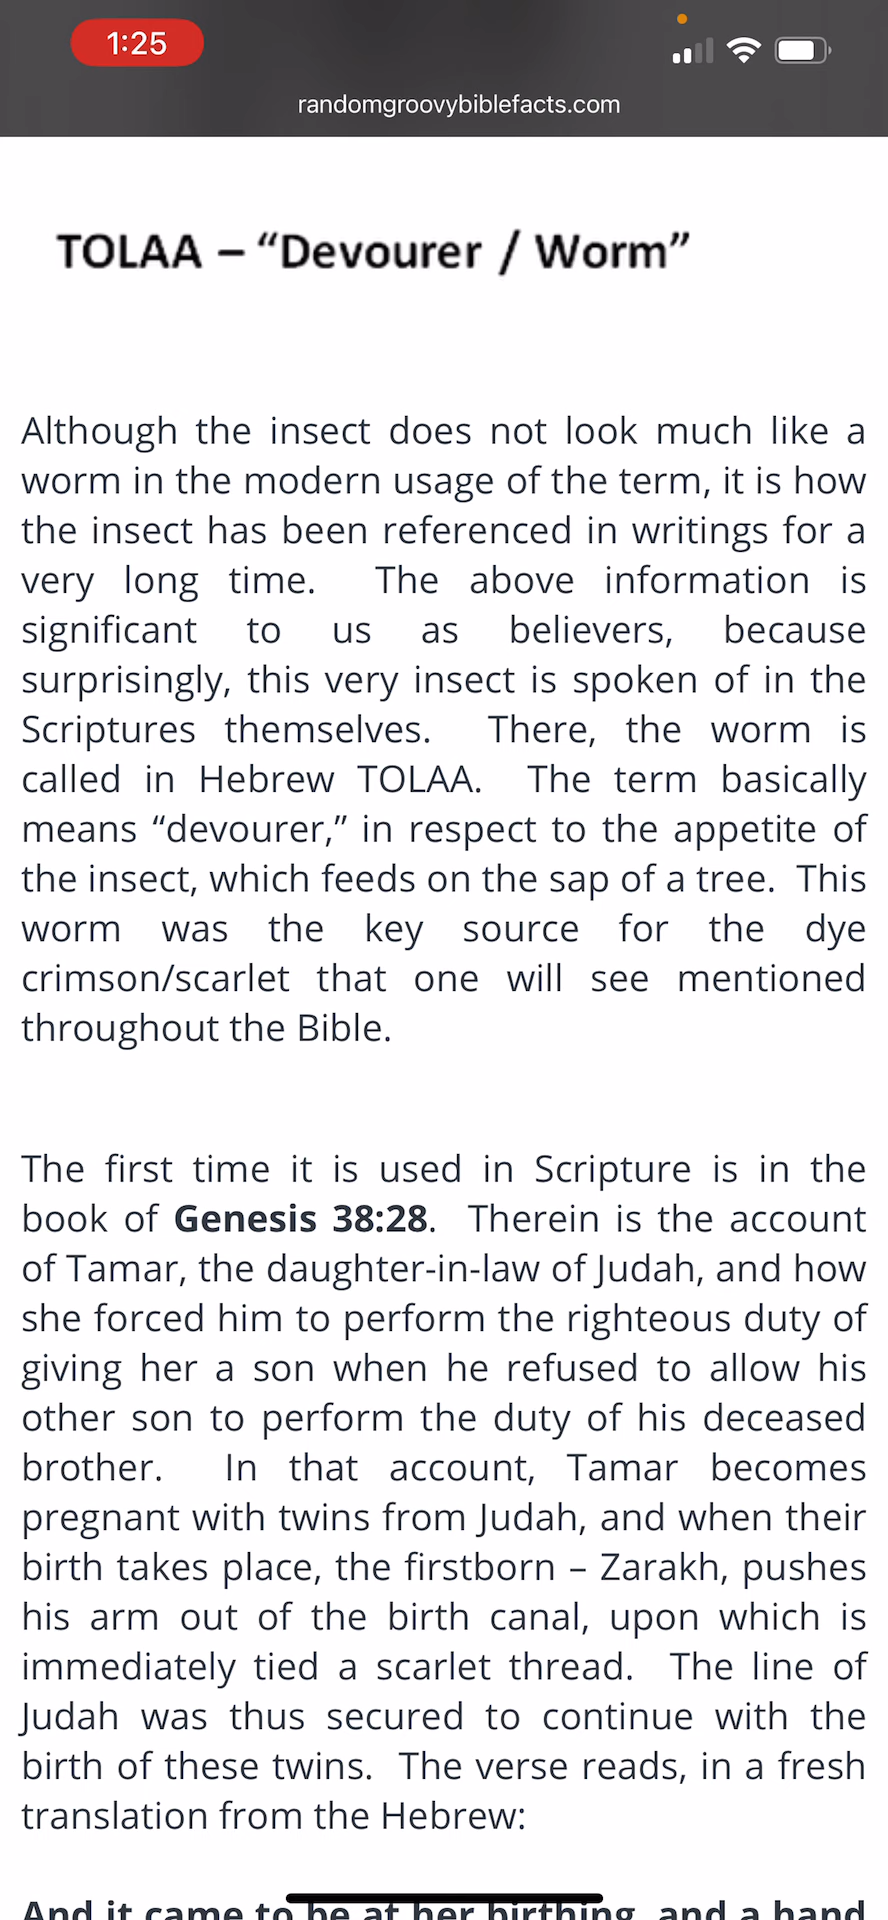 1:25
randomgroovybiblefacts.com
TOLAA – “Devourer / Worm”
Although the insect does not look much like a
worm in the modern usage of the term, it is how
the insect has been referenced in writings for a
very long time. The above information is
significant to us as believers, because
surprisingly, this very insect is spoken of in the
Scriptures themselves. There, the worm is
called in Hebrew TOLAA. The term basically
means “devourer,” in respect to the appetite of
the insect, which feeds on the sap of a tree. This
worm was the key source for the dye
crimson/scarlet that one will see mentioned
throughout the Bible.
The first time it is used in Scripture is in the
book of Genesis 38:28. Therein is the account
of Tamar, the daughter-in-law of Judah, and how
she forced him to perform the righteous duty of
giving her a son when he refused to allow his
other son to perform the duty of his deceased
brother. In that account, Tamar becomes
pregnant with twins from Judah, and when their
birth takes place, the firstborn – Zarakh, pushes
his arm out of the birth canal, upon which is
immediately tied a scarlet thread. The line of
Judah was thus secured to continue with the
birth of these twins. The verse reads, in a fresh
translation from the Hebrew:
And it came to be at her birthing, and a hand